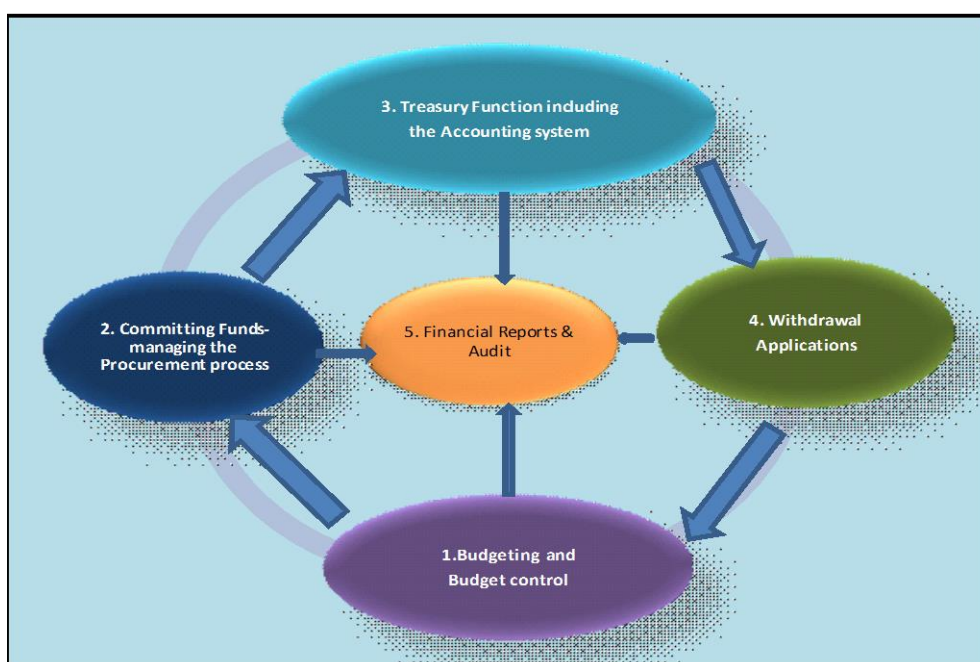 3. Treasury Function including
the Accounting system
2. Committing Funds-
managing the
Procurement process
5. Financial Reports &
Audit
4. Withdrawal
Applications
1.Budgeting and
Budget control